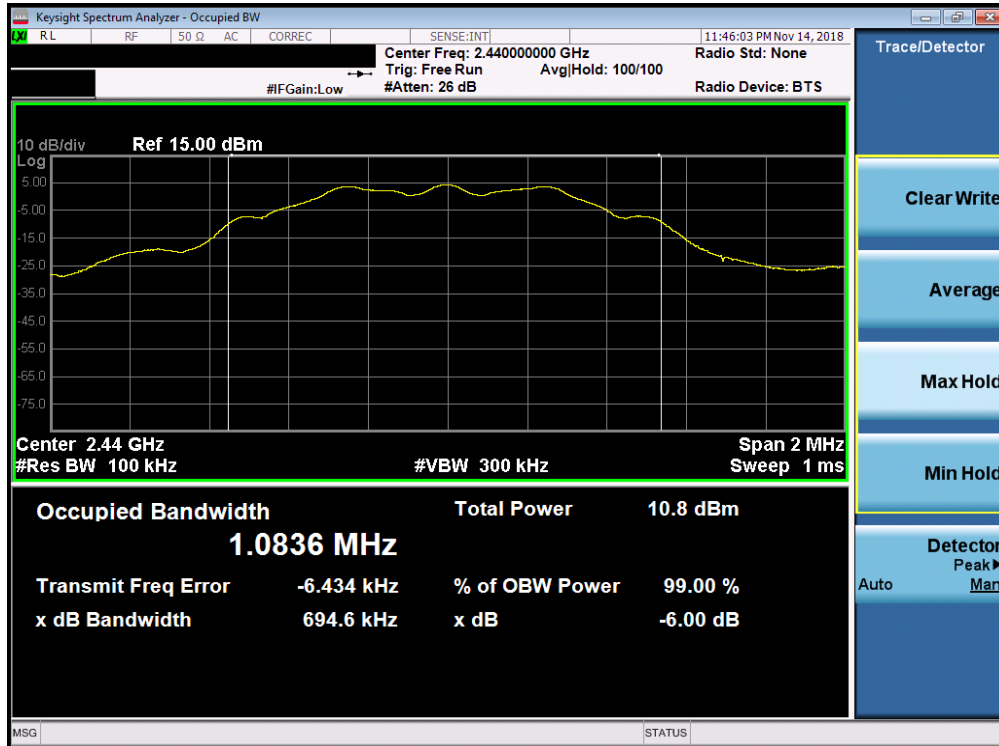 Keysight Spectrum Analyzer - Occupied BW
LXI RL RF 50 Ω AC CORREC SENSE:INT 11:46:03 PM Nov 14, 2018
Center Freq: 2.440000000 GHz Radio Std: None
Trig: Free Run Avg|Hold: 100/100
#IFGain:Low #Atten: 26 dB Radio Device: BTS
10 dB/div Ref 15.00 dBm
Log
5.00
-5.00
-15.0
-25.0
-35.0
-45.0
-55.0
-65.0
-75.0
Center 2.44 GHz Span 2 MHz
#Res BW 100 kHz #VBW 300 kHz Sweep 1 ms
Occupied Bandwidth Total Power 10.8 dBm
1.0836 MHz
Transmit Freq Error -6.434 kHz % of OBW Power 99.00 %
x dB Bandwidth 694.6 kHz x dB -6.00 dB
MSG STATUS
Trace/Detector
Clear Write
Average
Max Hold
Min Hold
Detector
Peak▶
Auto Man